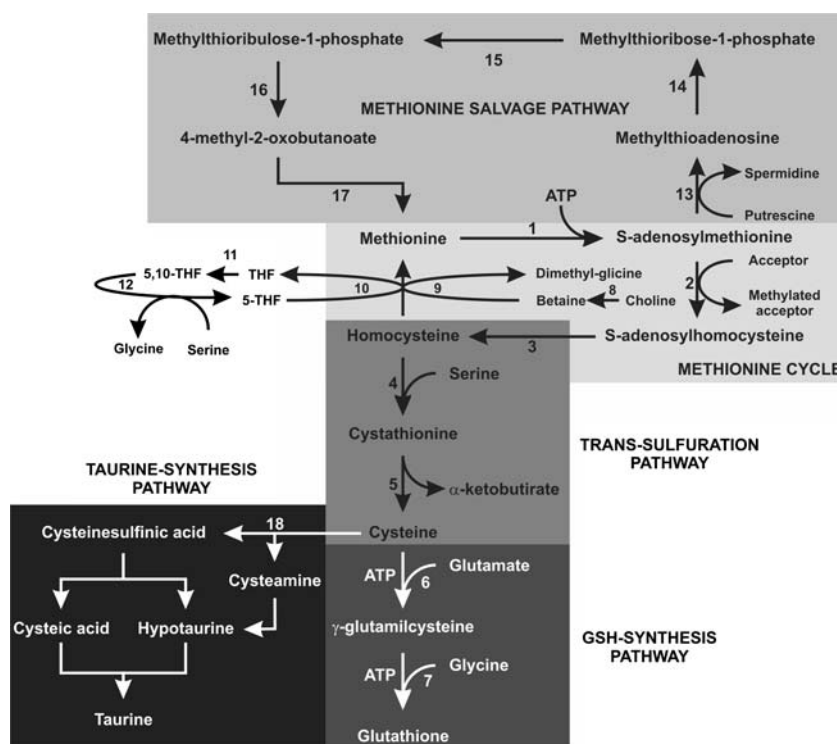 Methylthioribulose-1-phosphate
15
Methylthioribose-1-phosphate
16
14
METHIONINE SALVAGE PATHWAY
4-methyl-2-oxobutanoate
Methylthioadenosine
Spermidine
13
Putrescine
17
ATP
Methionine
1
S-adenosylmethionine
11
5,10-THF
THF
12
5-THF
10
9
Dimethyl-glicine
Betaine
8
Choline
Acceptor
2
Methylated
acceptor
Glycine
Serine
Homocysteine
3
S-adenosylhomocysteine
METHIONINE CYCLE
4
Serine
Cystathionine
TRANS-SULFURATION
PATHWAY
TAURINE-SYNTHESIS
PATHWAY
5
α-ketobutirate
Cysteinesulfinic acid
18
Cysteine
Cysteamine
ATP
6
Glutamate
Cysteic acid
Hypotaurine
γ-glutamilcysteine
GSH-SYNTHESIS
PATHWAY
ATP
7
Glycine
Taurine
Glutathione